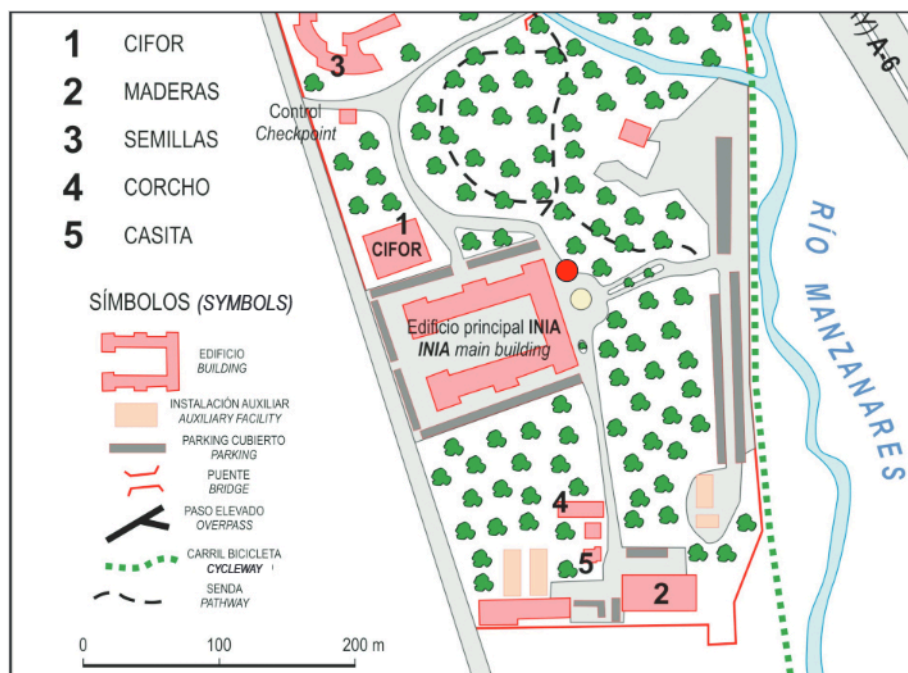 1 CIFOR
2 MADERAS
3 SEMILLAS
4 CORCHO
5 CASITA
SÍMBOLOS (SYMBOLS)
EDIFICIO
BUILDING
INSTALACIÓN AUXILIAR
AUXILIARY FACILITY
PARKING CUBIERTO
PARKING
PUENTE
BRIDGE
PASO ELEVADO
OVERPASS
CARRIL BICICLETA
CYCLEWAY
SENDA
PATHWAY
0 100 200 m
3
Control
Checkpoint
1
CIFOR
Edificio principal INIA
INIA main building
4
5
2
Y) A-6
RÍO MANZANARES